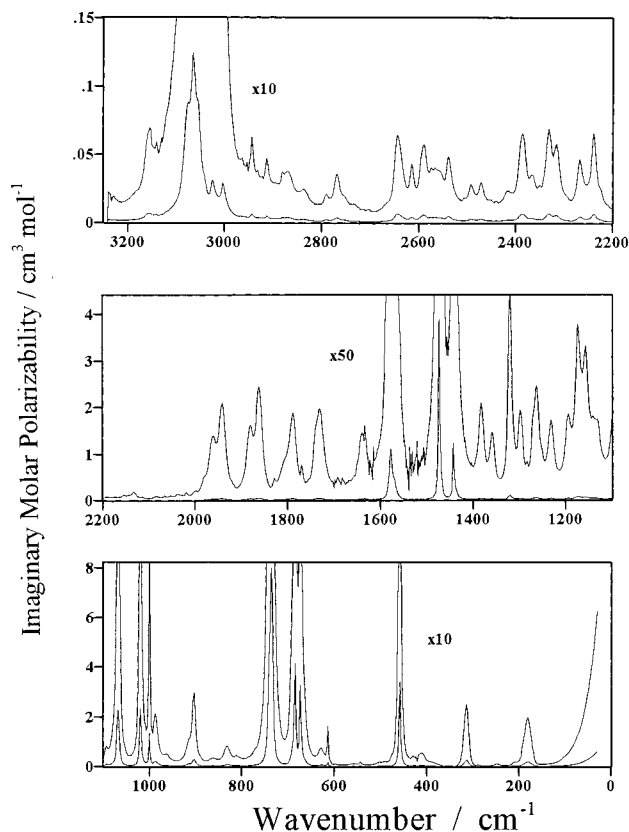 Imaginary Molar Polarizability / cm³ mol⁻¹
.15
.1
.05
0
x10
3200 3000 2800 2600 2400 2200
4
3
2
1
0
x50
2200 2000 1800 1600 1400 1200
8
6
4
2
0
x10
1000 800 600 400 200 0
Wavenumber / cm⁻¹